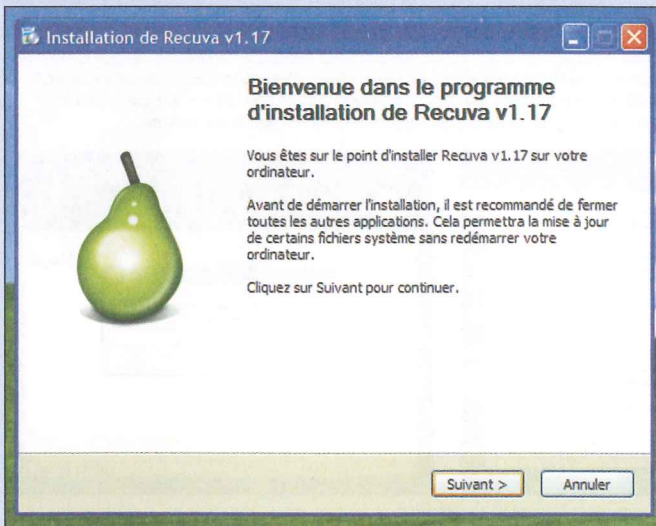 Installation de Recuva v1.17
Bienvenue dans le programme
d'installation de Recuva v1.17
Vous êtes sur le point d'installer Recuva v1.17 sur votre
ordinateur.
Avant de démarrer l'installation, il est recommandé de fermer
toutes les autres applications. Cela permettra la mise à jour
de certains fichiers système sans redémarrer votre
ordinateur.
Cliquez sur Suivant pour continuer.
Suivant >
Annuler